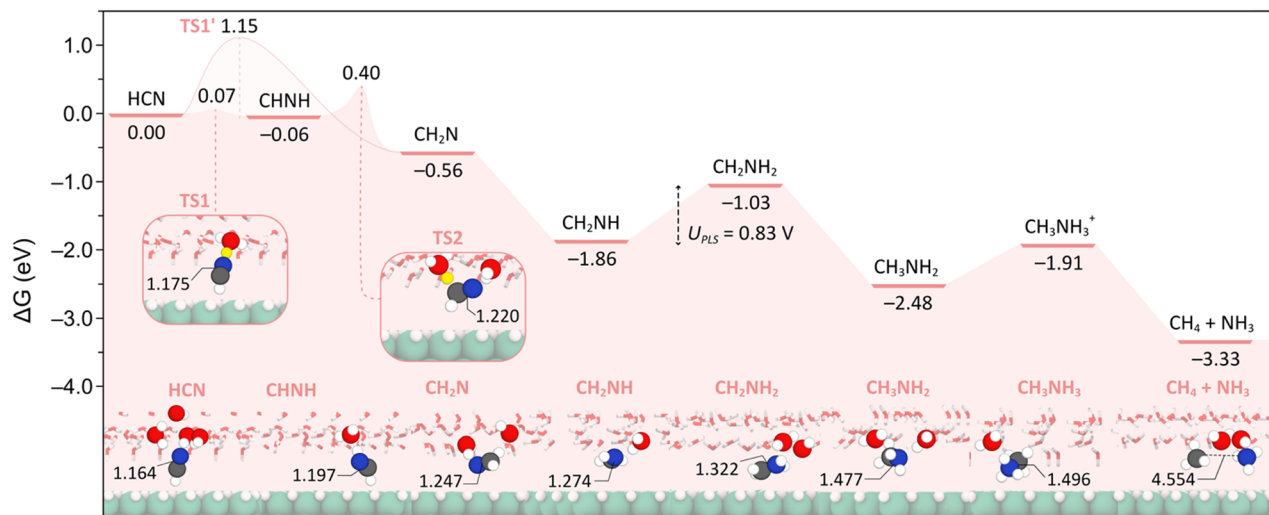 TS1' 1.15
1.0
0.40
0.07
HCN
CHNH
0.0
0.00
−0.06
CH₂N
−0.56
CH₂NH₂
−1.0
−1.03
TS1
CH₂NH
U_PLS = 0.83 V
CH₃NH₃⁺
−2.0
−1.86
−1.91
TS2
CH₃NH₂
−2.48
1.175
1.220
−3.0
CH₄ + NH₃
−3.33
−4.0
ΔG (eV)
HCN CHNH CH₂N CH₂NH CH₂NH₂ CH₃NH₂ CH₃NH₃ CH₄ + NH₃
1.164 1.197 1.247 1.274 1.322 1.477 1.496 4.554